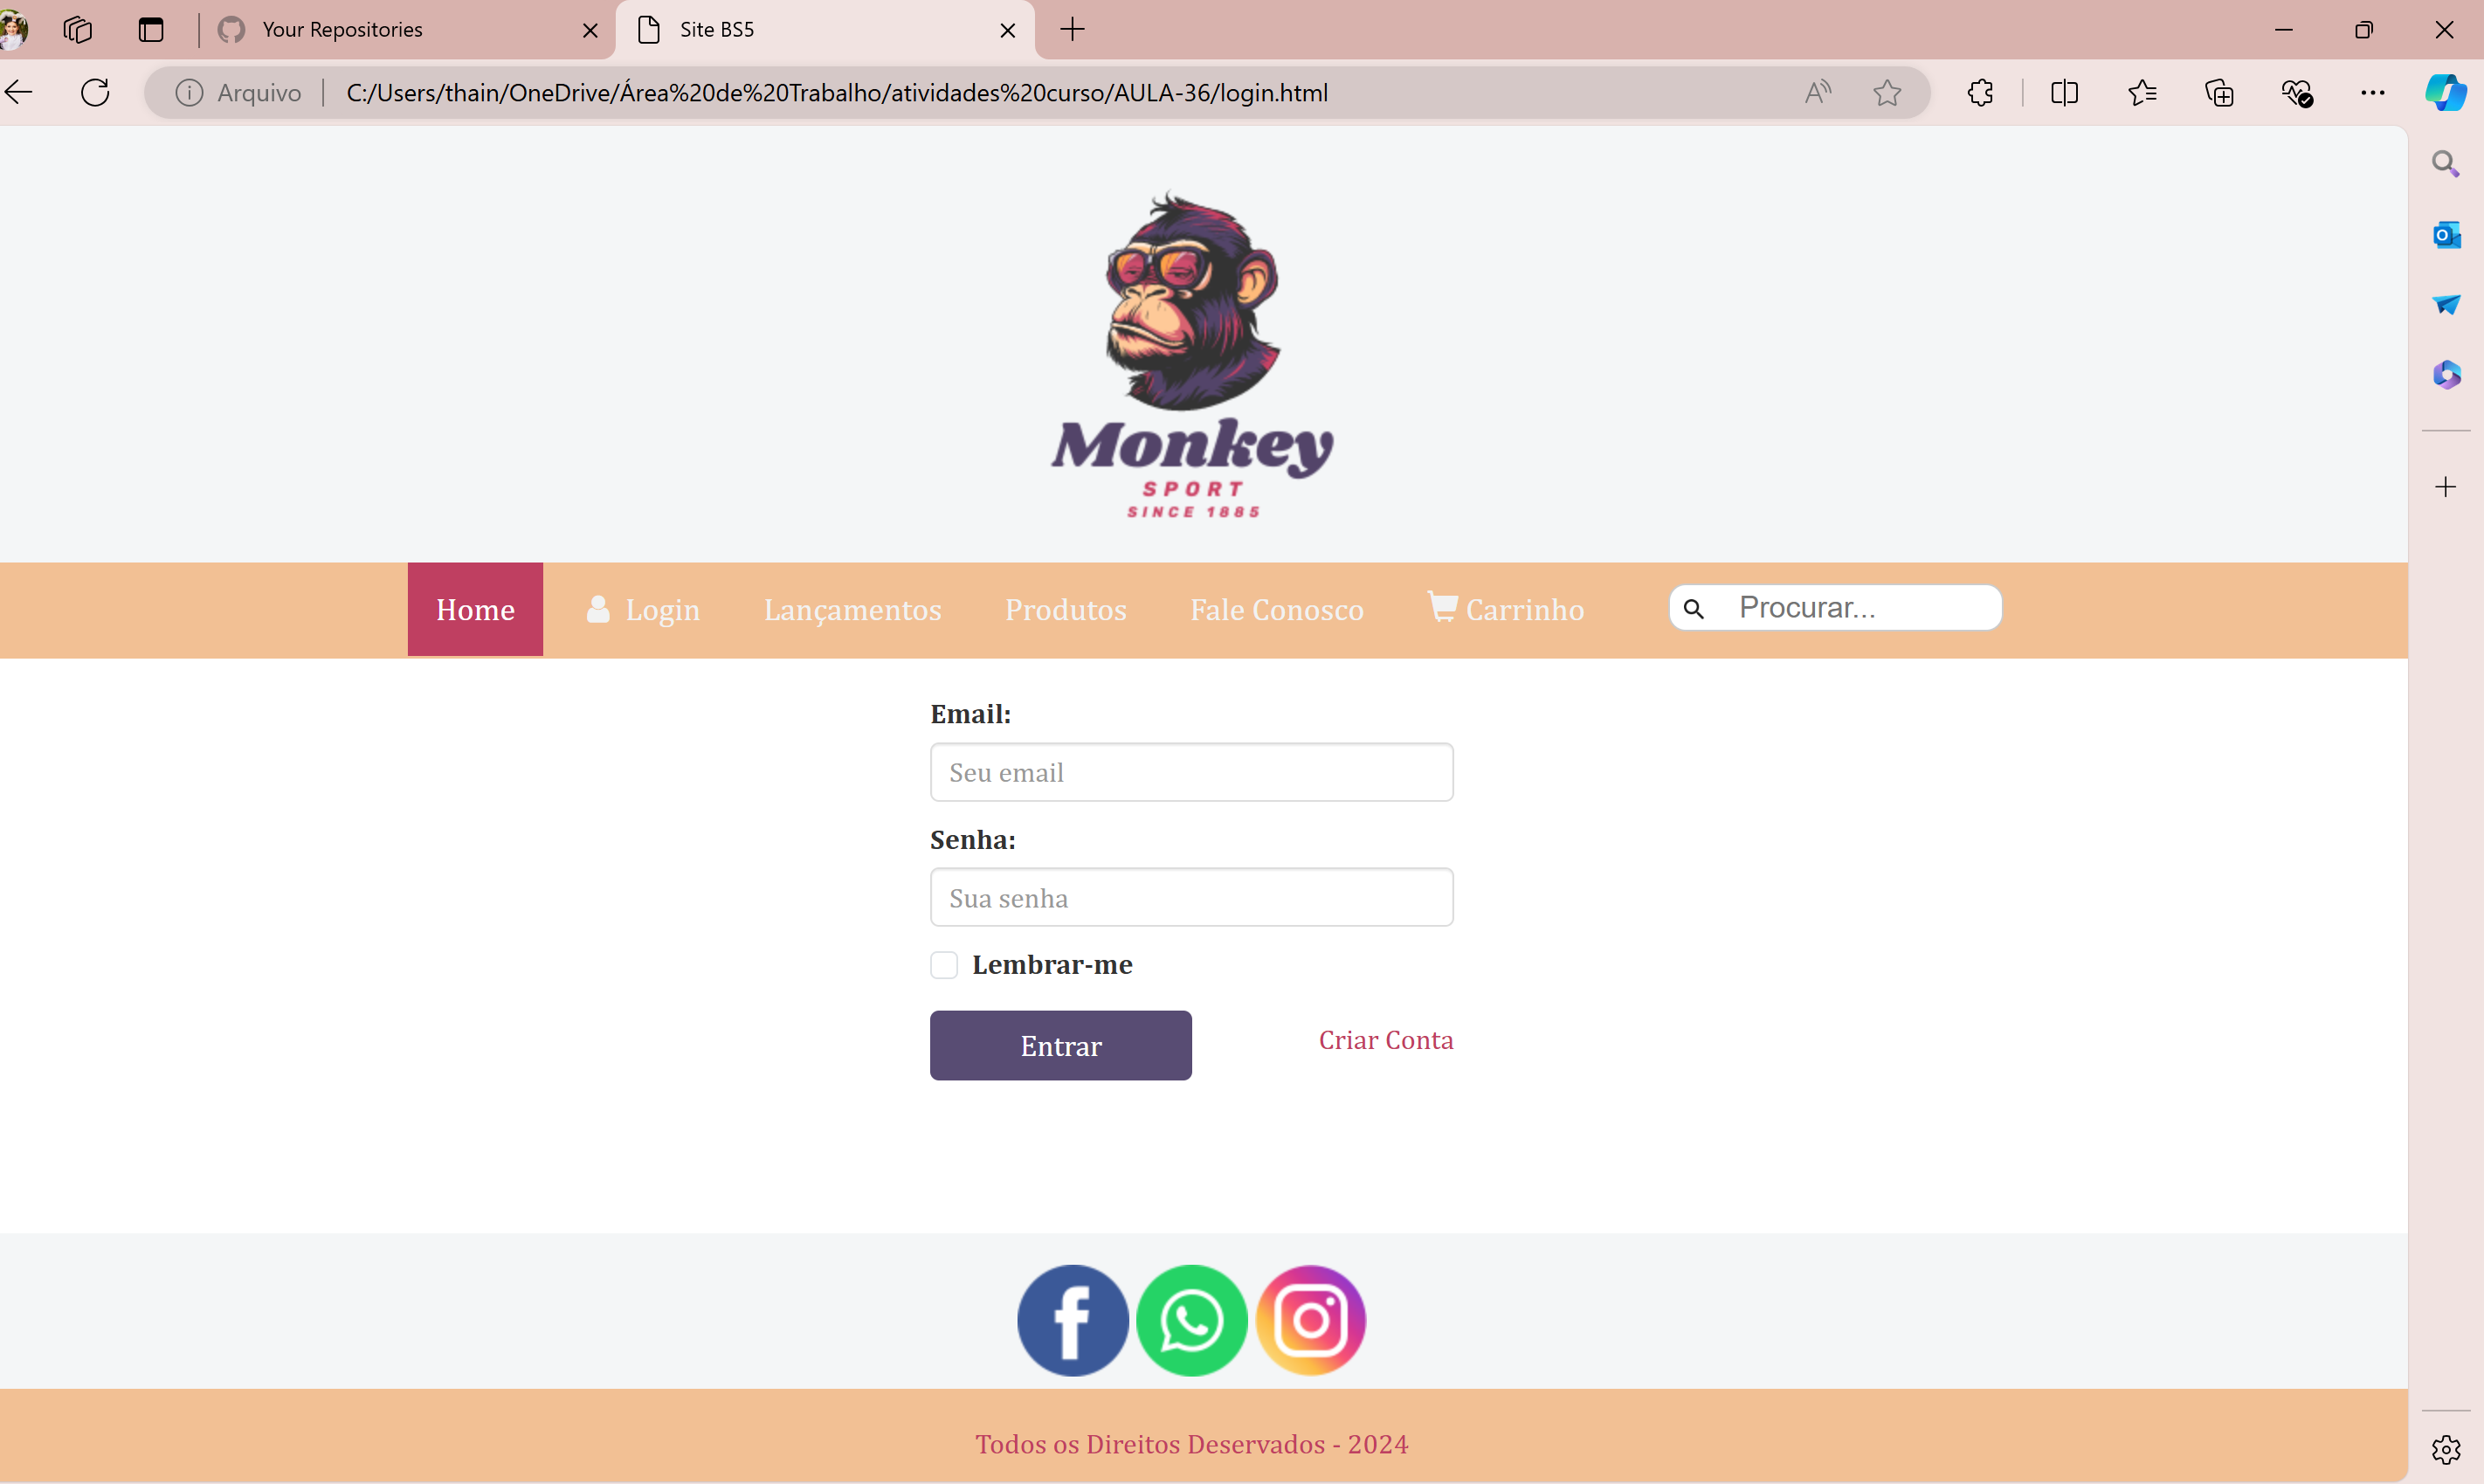 Your Repositories
Site BS5
Arquivo
C:/Users/thain/OneDrive/Área%20de%20Trabalho/atividades%20curso/AULA-36/login.html
Monkey
SPORT
SINCE 1885
Home Login Lançamentos Produtos Fale Conosco Carrinho Procurar...
Email:
Seu email
Senha:
Sua senha
Lembrar-me
Entrar Criar Conta
Todos os Direitos Deservados - 2024